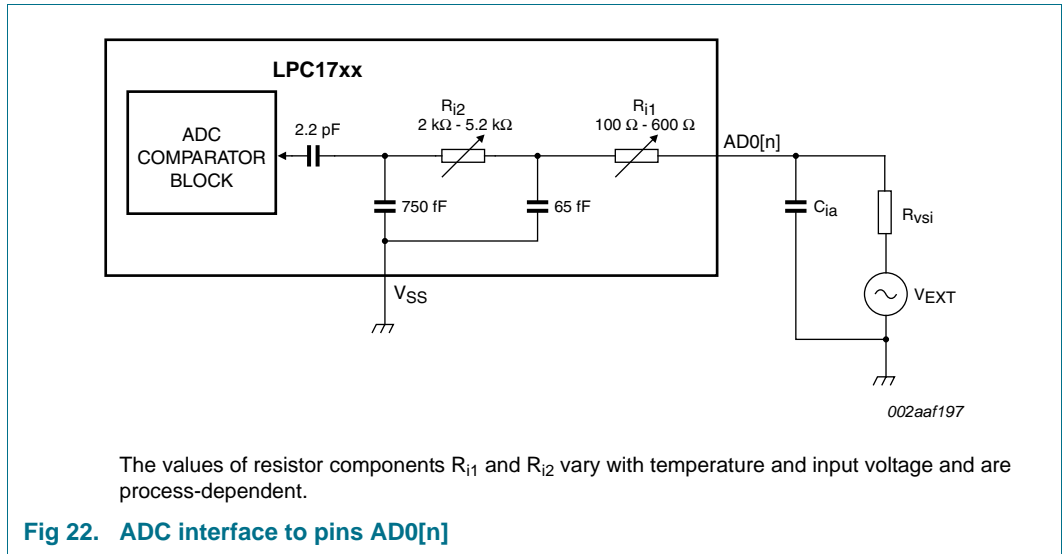 LPC17xx
ADC
COMPARATOR
BLOCK
2.2 pF
Ri2
2 kΩ - 5.2 kΩ
Ri1
100 Ω - 600 Ω
AD0[n]
750 fF
65 fF
Cia
Rvsi
VSS
VEXT
002aaf197
The values of resistor components Ri1 and Ri2 vary with temperature and input voltage and are
process-dependent.
Fig 22. ADC interface to pins AD0[n]